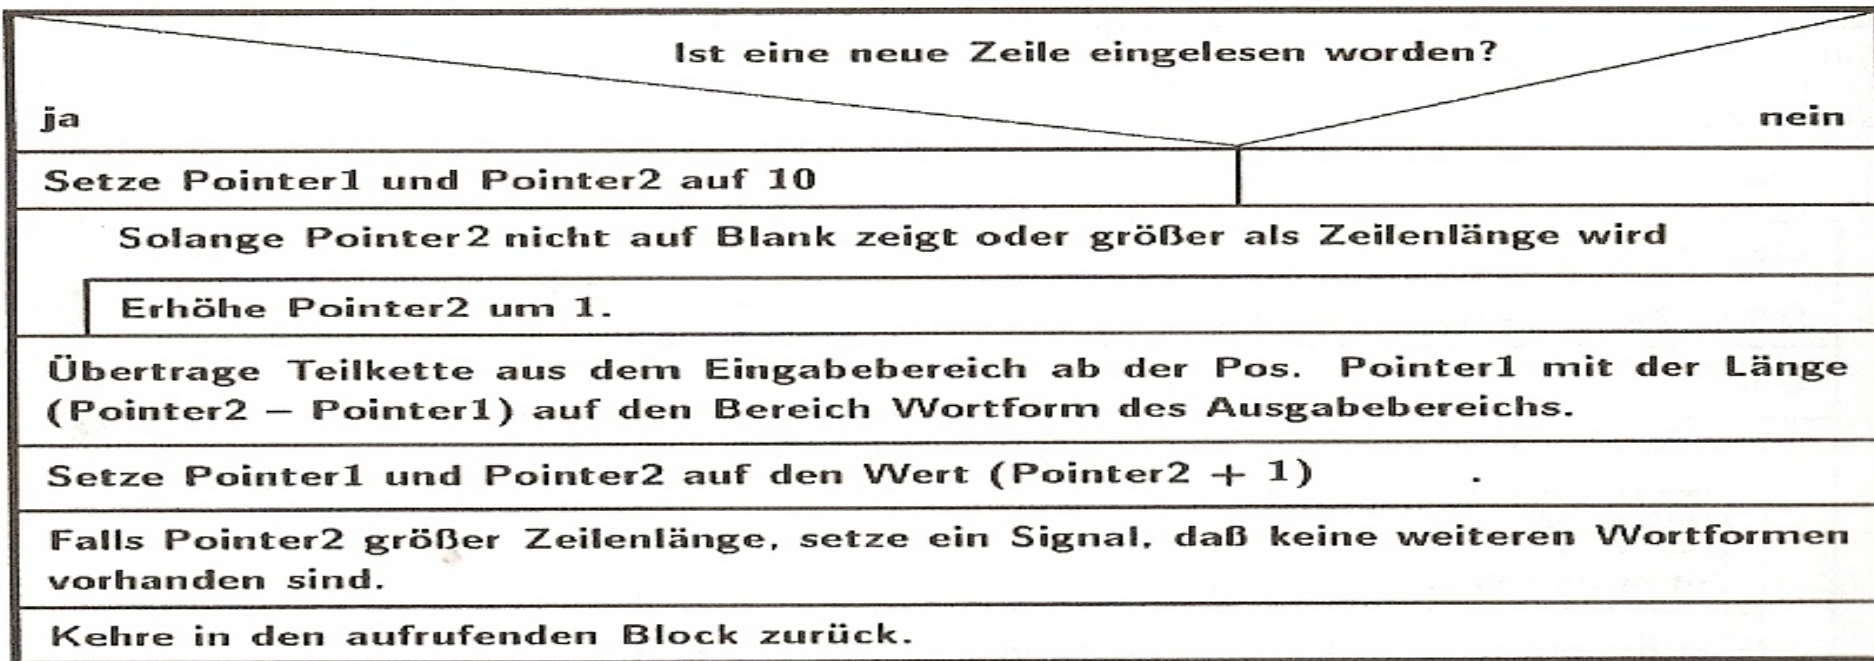 Ist eine neue Zeile eingelesen worden?
ja
nein
Setze Pointer1 und Pointer2 auf 10
Solange Pointer2 nicht auf Blank zeigt oder größer als Zeilenlänge wird
Erhöhe Pointer2 um 1.
Übertrage Teilkette aus dem Eingabebereich ab der Pos. Pointer1 mit der Länge
(Pointer2 – Pointer1) auf den Bereich Wortform des Ausgabebereichs.
Setze Pointer1 und Pointer2 auf den Wert (Pointer2 + 1) .
Falls Pointer2 größer Zeilenlänge, setze ein Signal, daß keine weiteren Wortformen
vorhanden sind.
Kehre in den aufrufenden Block zurück.